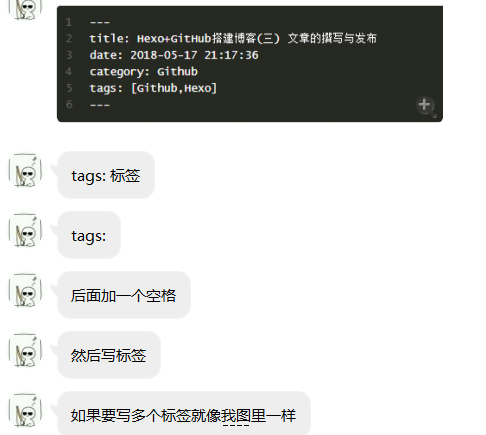 1 ---
2 title: Hexo+GitHub搭建博客(三) 文章的撰写与发布
3 date: 2018-05-17 21:17:36
4 category: Github
5 tags: [Github,Hexo]
6 ---
tags: 标签
tags:
后面加一个空格
然后写标签
如果要写多个标签就像我图里一样